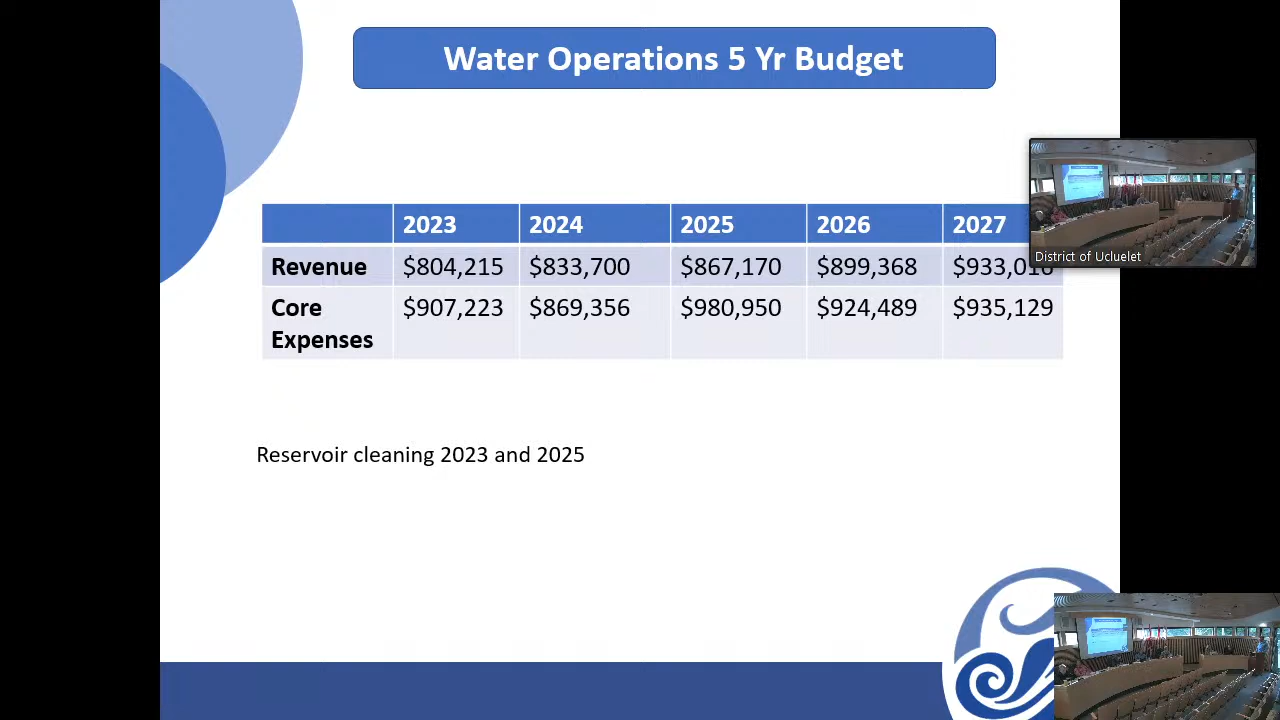 Water Operations 5 Yr Budget
2023 2024 2025 2026 2027
Revenue $804,215 $833,700 $867,170 $899,368
Core $907,223 $869,356 $980,950 $924,489 $935,129
Expenses
District of Ucluelet
Reservoir cleaning 2023 and 2025